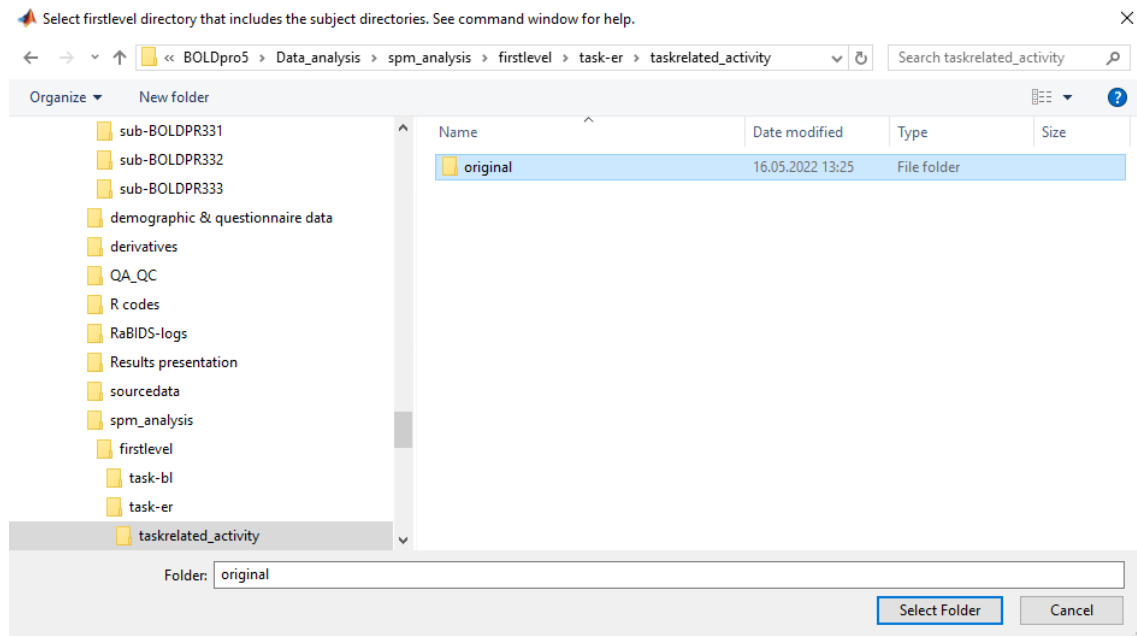 Select firstlevel directory that includes the subject directories. See command window for help.
« BOLDpro5 > Data_analysis > spm_analysis > firstlevel > task-er > taskrelated_activity
Search taskrelated_activity
Organize
New folder
sub-BOLDPR331
sub-BOLDPR332
sub-BOLDPR333
demographic & questionnaire data
derivatives
QA_QC
R codes
RaBIDS-logs
Results presentation
sourcedata
spm_analysis
firstlevel
task-bl
task-er
taskrelated_activity
Name Date modified Type Size
original 16.05.2022 13:25 File folder
Folder: original
Select Folder Cancel